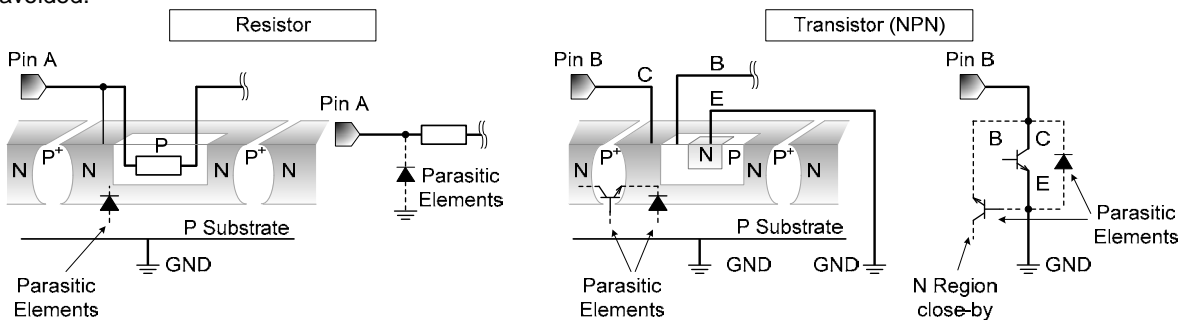 avoided.
Resistor
Transistor (NPN)
Pin A
Pin A
N P+ N P N P+ N
Parasitic
Elements
P Substrate
GND
Parasitic
Elements
Pin B
C
B
E
N P+ N N P P+ N
N
P Substrate
GND
GND
Parasitic
Elements
Pin B
B
C
E
Parasitic
Elements
GND
N Region
close-by